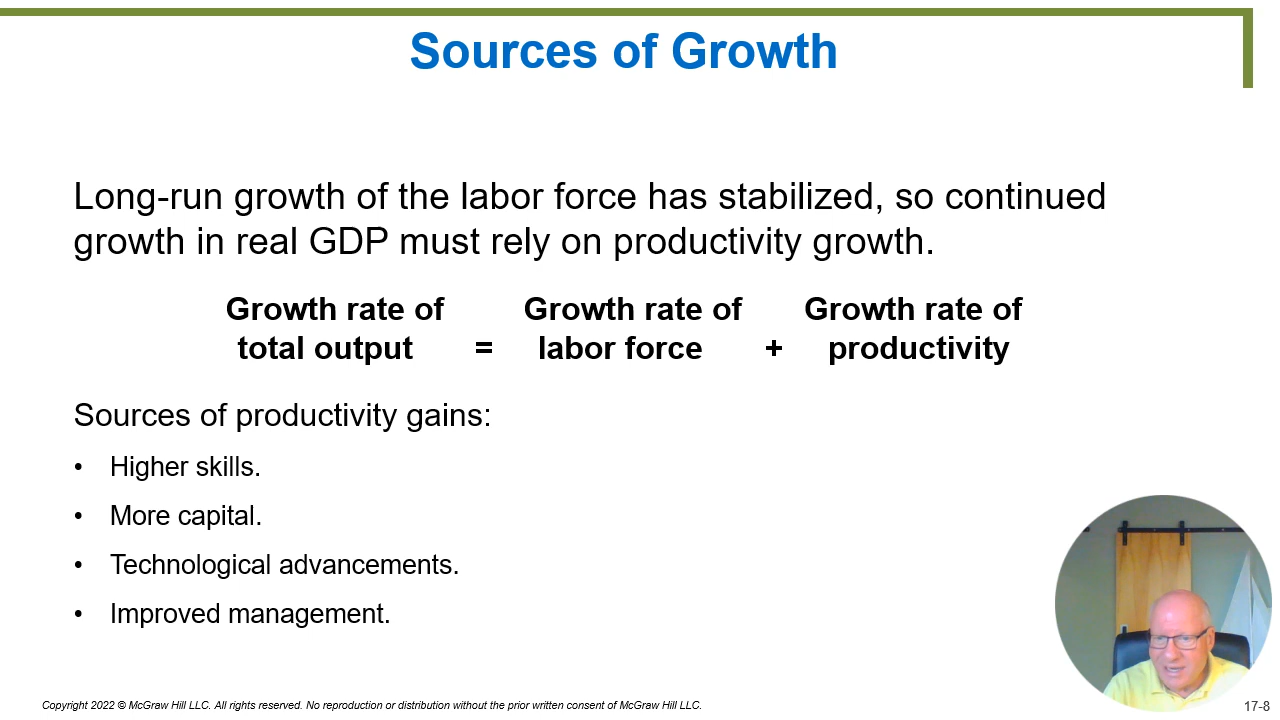 Sources of Growth
Long-run growth of the labor force has stabilized, so continued
growth in real GDP must rely on productivity growth.
Growth rate of Growth rate of Growth rate of
total output = labor force + productivity
Sources of productivity gains:
• Higher skills.
• More capital.
• Technological advancements.
• Improved management.
Copyright 2022 © McGraw Hill LLC. All rights reserved. No reproduction or distribution without the prior written consent of McGraw Hill LLC.
17-8